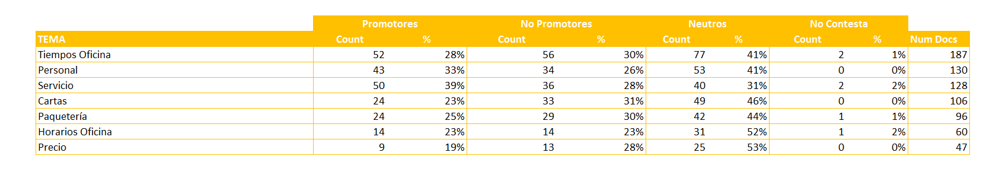 Promotores No Promotores Neutros No Contesta
TEMA Count % Count % Count % Count % Num Docs
Tiempos Oficina 52 28% 56 30% 77 41% 2 1% 187
Personal 43 33% 34 26% 53 41% 0 0% 130
Servicio 50 39% 36 28% 40 31% 2 2% 128
Cartas 24 23% 33 31% 49 46% 0 0% 106
Paquetería 24 25% 29 30% 42 44% 1 1% 96
Horarios Oficina 14 23% 14 23% 31 52% 1 2% 60
Precio 9 19% 13 28% 25 53% 0 0% 47